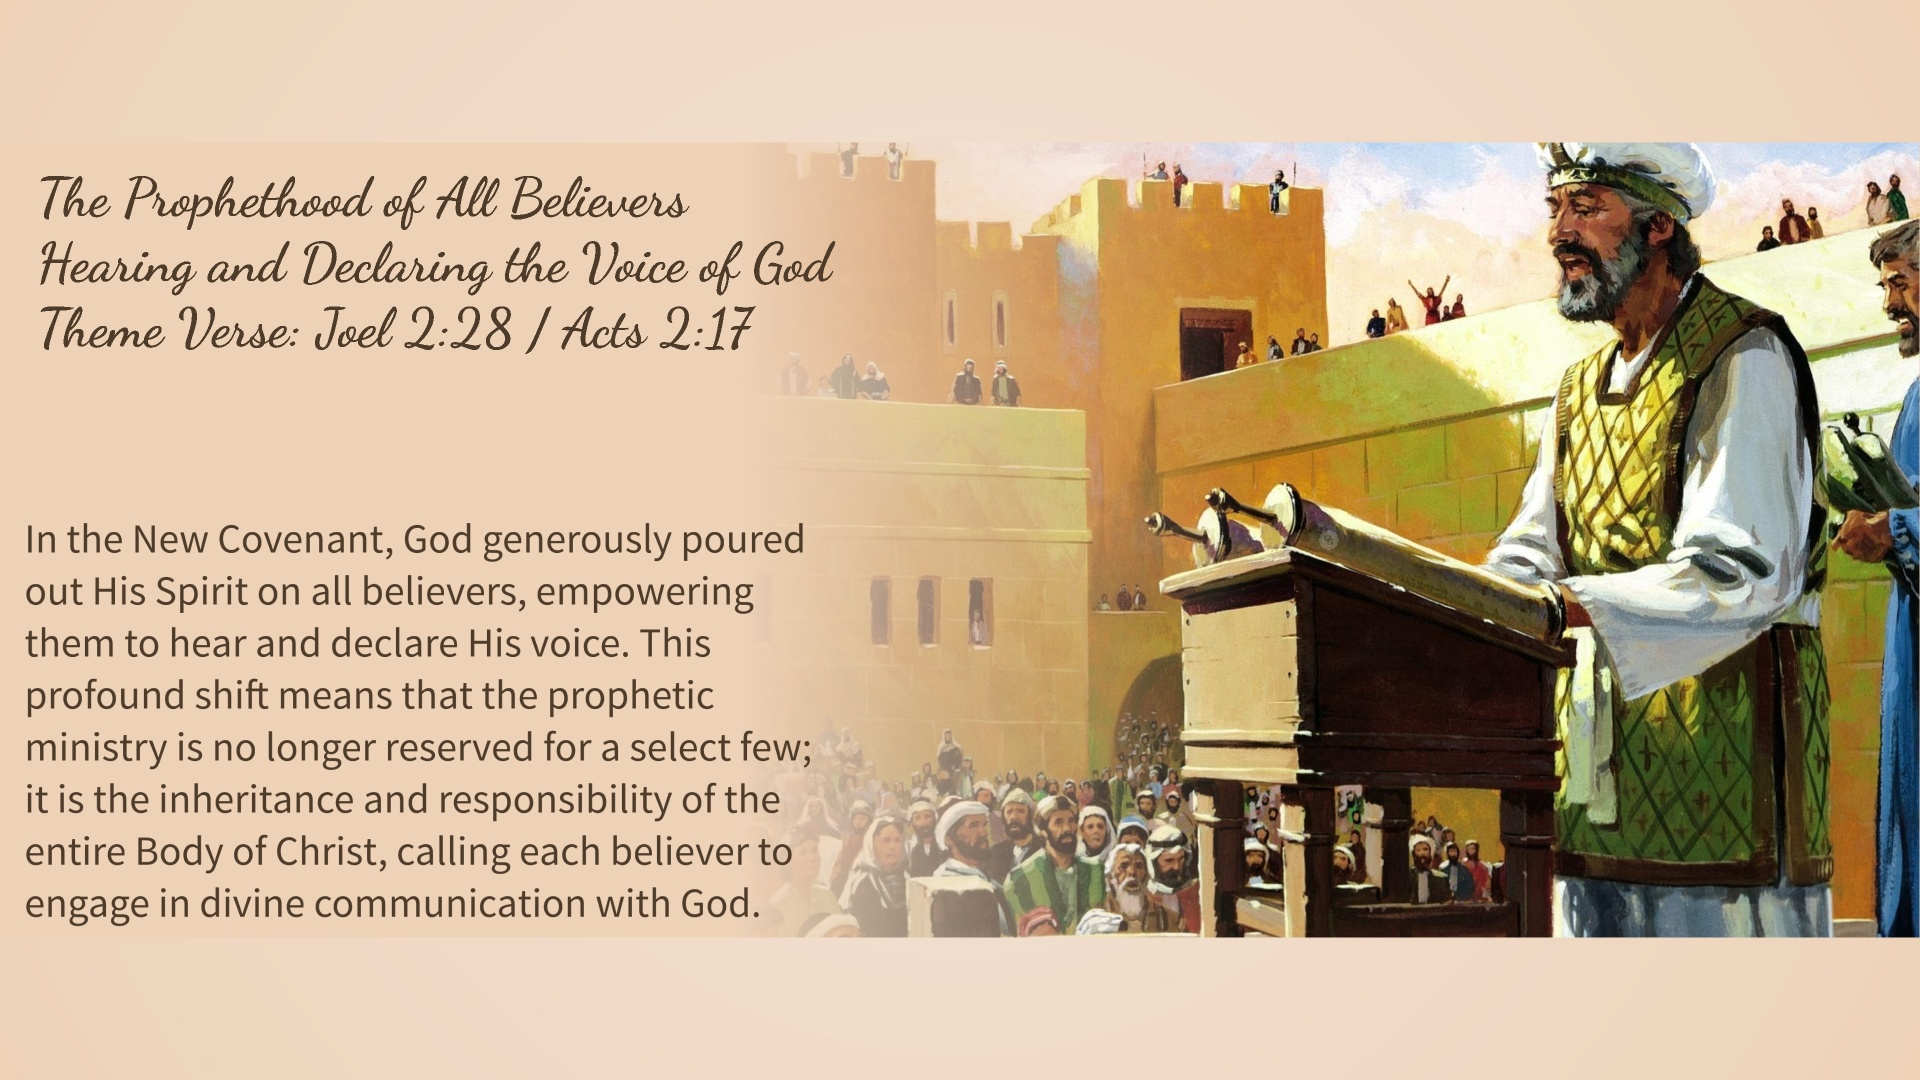 The Prophethood of All Believers
Hearing and Declaring the Voice of God
Theme Verse: Joel 2:28 / Acts 2:17
In the New Covenant, God generously poured
out His Spirit on all believers, empowering
them to hear and declare His voice. This
profound shift means that the prophetic
ministry is no longer reserved for a select few;
it is the inheritance and responsibility of the
entire Body of Christ, calling each believer to
engage in divine communication with God.